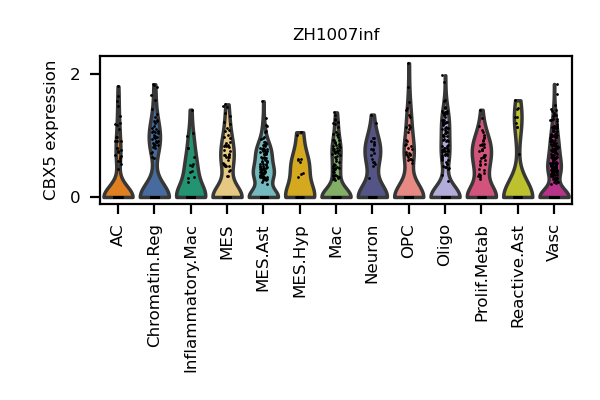 ZH1007inf
CBX5 expression
2
0
AC
Chromatin.Reg
Inflammatory.Mac
MES
MES.Ast
MES.Hyp
Mac
Neuron
OPC
Oligo
Prolif.Metab
Reactive.Ast
Vasc